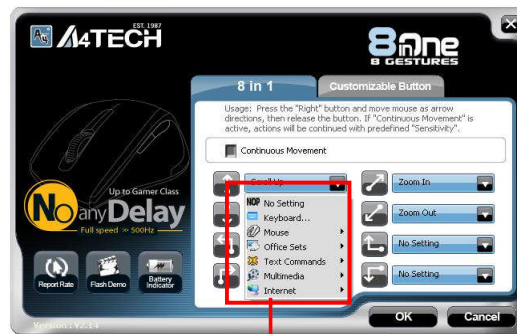 EST. 1987
A4TECH
8 in One
8 GESTURES
8 in 1
Customizable Button
Usage: Press the "Right" button and move mouse as arrow
directions, then release the button. If "Continuous Movement" is
active, actions will be continued with predefined "Sensitivity".
Continuous Movement
Scroll Up
Zoom In
NOP No Setting
Keyboard...
Zoom Out
Mouse
Office Sets
No Setting
Text Commands
Multimedia
No Setting
Internet
Up to Gamer Class
No any Delay
Full speed » 500Hz
Report Rate
Flash Demo
Battery
Indicator
Version: V2.14
OK
Cancel